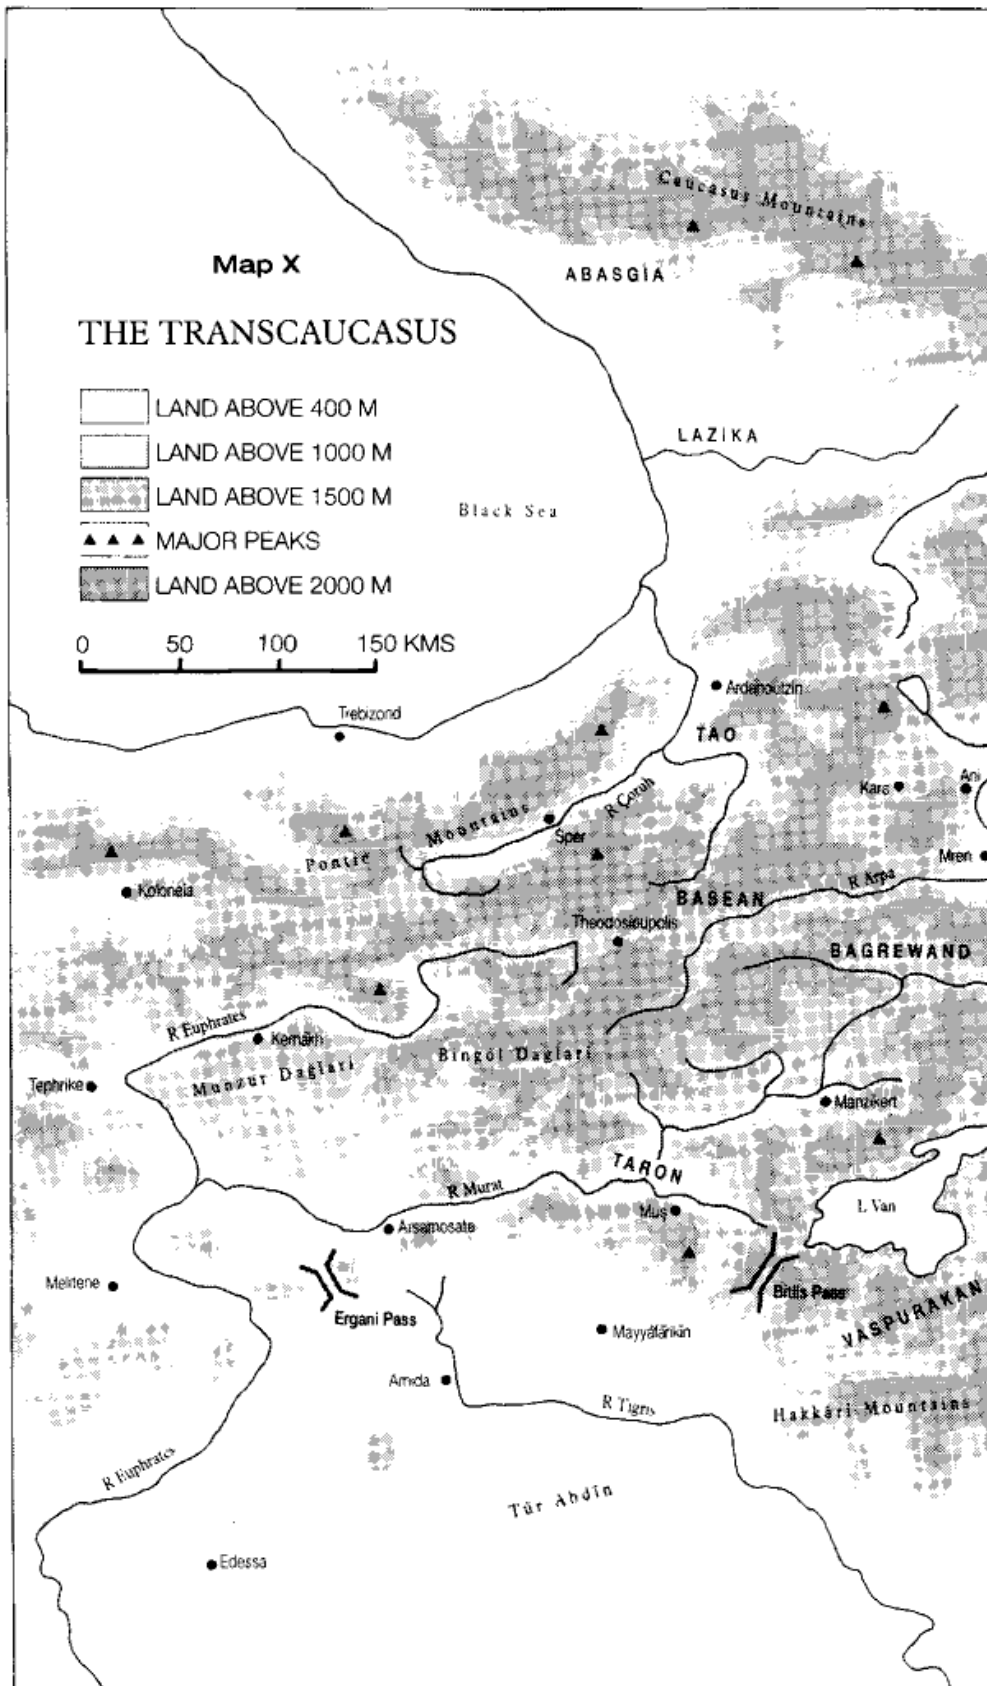 Caucasus Mountains
Map X
ABASGIA
THE TRANSCAUCASUS
LAND ABOVE 400 M
LAND ABOVE 1000 M
LAZIKA
LAND ABOVE 1500 M
Black Sea
MAJOR PEAKS
LAND ABOVE 2000 M
0 50 100 150 KMS
Ardanoutzin
Trebizond
TAO
Kars
Ani
R Çoruh
Mountains
Sper
Pontic
Mren
R Arpa
Koloneia
BASEAN
Theodosioupolis
BAGREWAND
R Euphrates
Kemakh
Bingöl Dağlari
Munzur Dağlari
Tephrike
Manzikert
TARON
R Murat
Muş
L Van
Arsamosata
Melitene
Bitlis Pass
Ergani Pass
VASPURAKAN
Mayyāfāriķīn
Amida
R Tigris
Hakkâri Mountains
R Euphrates
Tūr Abdīn
Edessa